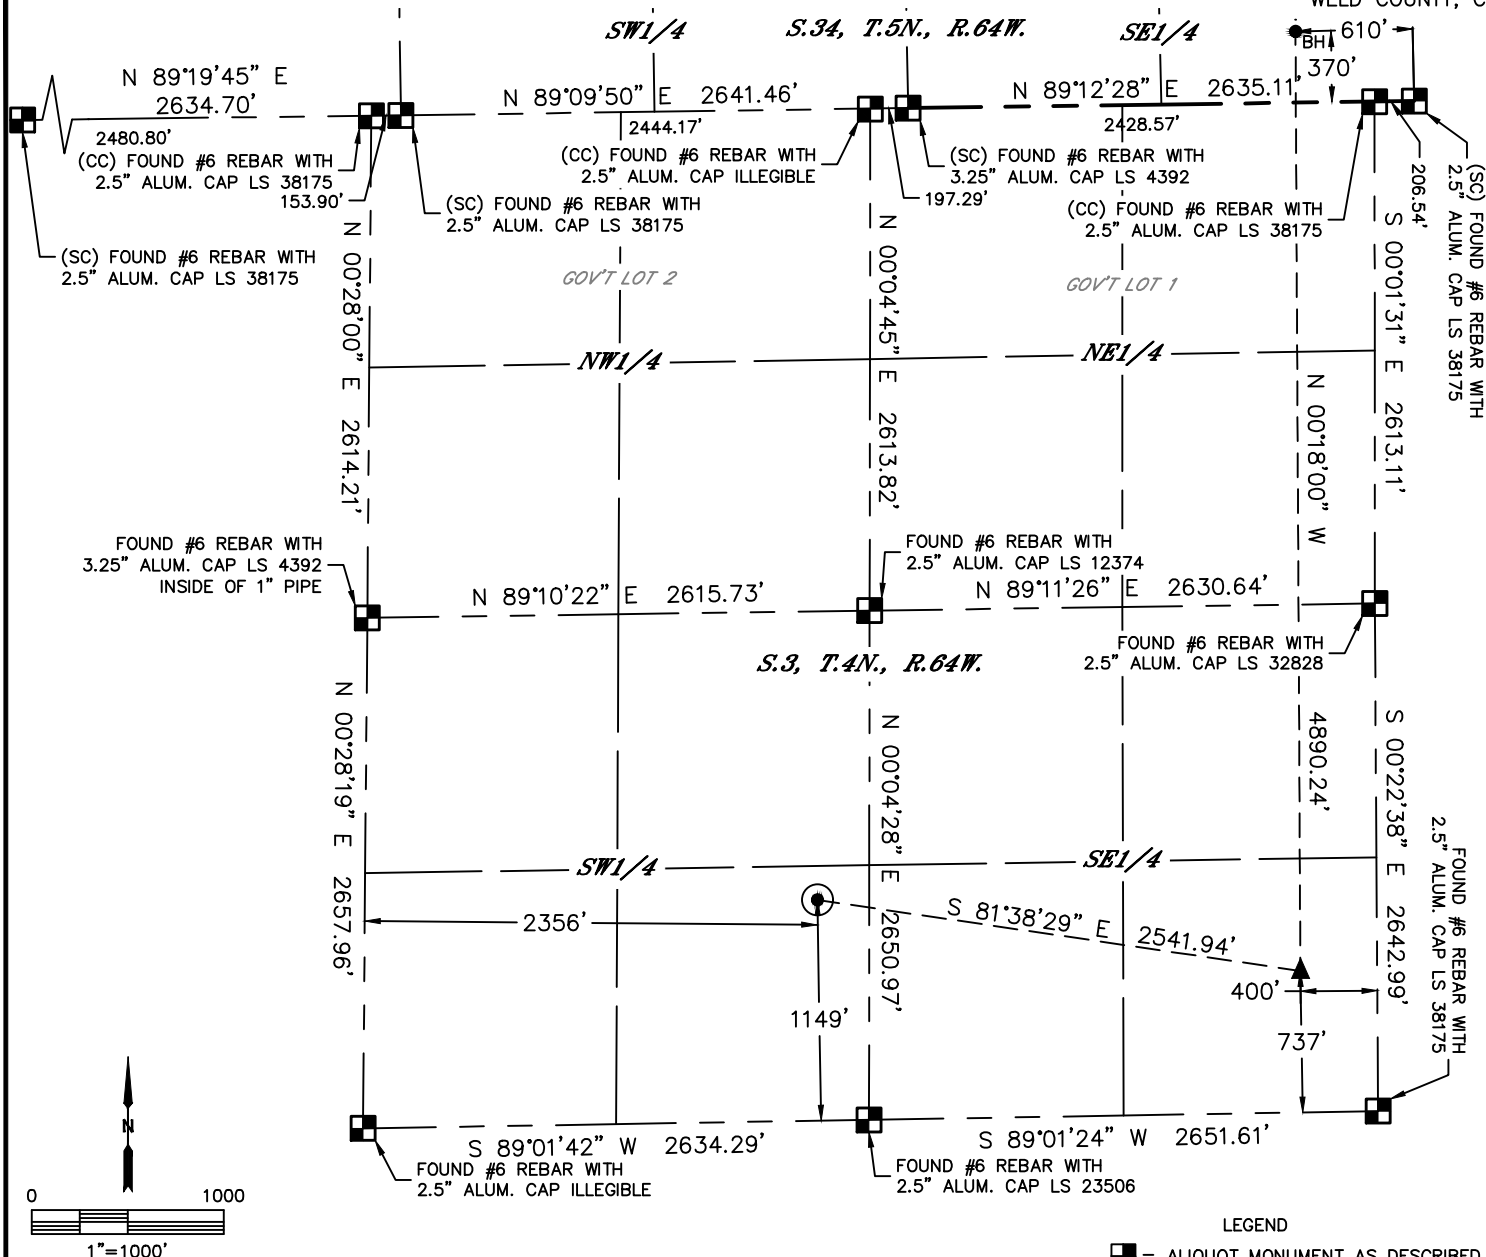 WELD COUNTY, C
SW1/4
S.34, T.5N., R.64W.
SE1/4
BH
610'
370'
N 89°19'45" E
2634.70'
2480.80'
N 89°09'50" E 2641.46'
2444.17'
N 89°12'28" E 2635.11'
2428.57'
(CC) FOUND #6 REBAR WITH
2.5" ALUM. CAP LS 38175
153.90'
(SC) FOUND #6 REBAR WITH
2.5" ALUM. CAP LS 38175
(CC) FOUND #6 REBAR WITH
2.5" ALUM. CAP ILLEGIBLE
(SC) FOUND #6 REBAR WITH
3.25" ALUM. CAP LS 4392
197.29'
(CC) FOUND #6 REBAR WITH
2.5" ALUM. CAP LS 38175
206.54'
(SC) FOUND #6 REBAR WITH
2.5" ALUM. CAP LS 38175
(SC) FOUND #6 REBAR WITH
2.5" ALUM. CAP LS 38175
GOV'T LOT 2
GOV'T LOT 1
N 00°28'00" E 2614.21'
N 00°04'45" E 2613.82'
N 00°18'00" W
4890.24'
S 00°01'31" E 2613.11'
NW1/4
NE1/4
FOUND #6 REBAR WITH
3.25" ALUM. CAP LS 4392
INSIDE OF 1" PIPE
FOUND #6 REBAR WITH
2.5" ALUM. CAP LS 12374
N 89°10'22" E 2615.73'
N 89°11'26" E 2630.64'
FOUND #6 REBAR WITH
2.5" ALUM. CAP LS 32828
S.3, T.4N., R.64W.
N 00°28'19" E 2657.96'
N 00°04'28" E 2650.97'
S 00°22'38" E 2642.99'
FOUND #6 REBAR WITH
2.5" ALUM. CAP LS 38175
SW1/4
SE1/4
2356'
S 81°38'29" E 2541.94'
400'
1149'
737'
N
S 89°01'42" W 2634.29'
S 89°01'24" W 2651.61'
FOUND #6 REBAR WITH
2.5" ALUM. CAP ILLEGIBLE
FOUND #6 REBAR WITH
2.5" ALUM. CAP LS 23506
0 1000
1"=1000'
LEGEND
= ALIQUOT MONUMENT AS DESCRIBED